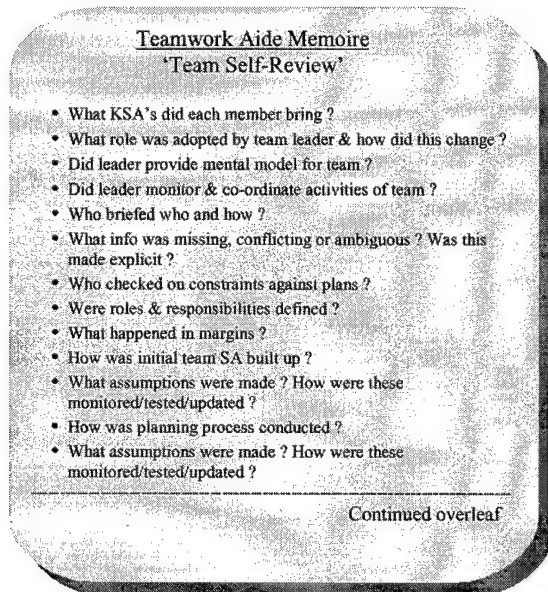 Teamwork Aide Memoire
'Team Self-Review'
• What KSA's did each member bring ?
• What role was adopted by team leader & how did this change ?
• Did leader provide mental model for team ?
• Did leader monitor & co-ordinate activities of team ?
• Who briefed who and how ?
• What info was missing, conflicting or ambiguous ? Was this
made explicit ?
• Who checked on constraints against plans ?
• Were roles & responsibilities defined ?
• What happened in margins ?
• How was initial team SA built up ?
• What assumptions were made ? How were these
monitored/tested/updated ?
• How was planning process conducted ?
• What assumptions were made ? How were these
monitored/tested/updated ?
Continued overleaf